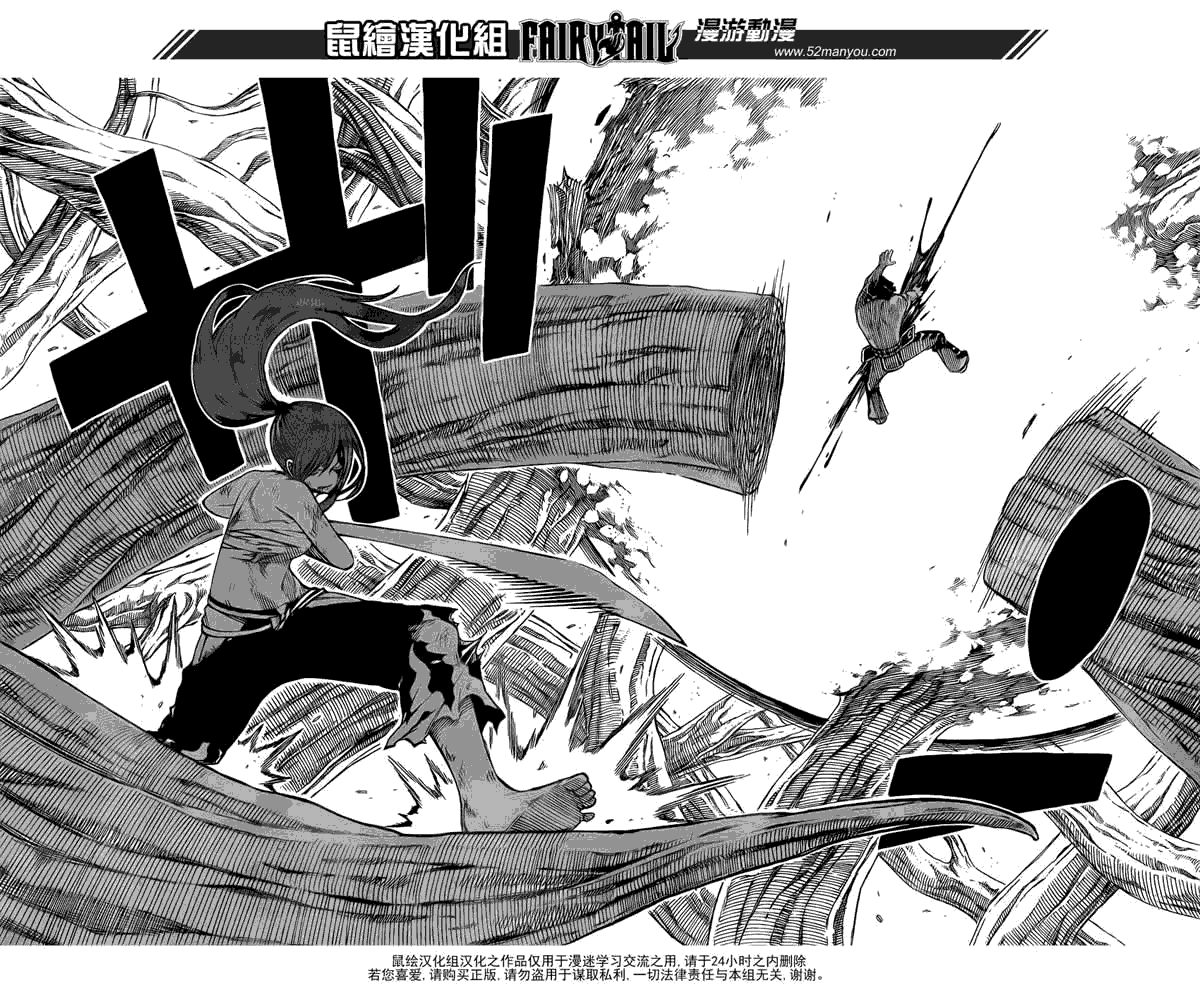 鼠繪漢化組 FAIRY TAIL 漫游動漫
www.52manyou.com
ザン
鼠绘汉化组汉化之作品仅用于漫迷学习交流之用,请于24小时之内删除
若您喜爱,请购买正版,请勿盗用于谋取私利,一切法律责任与本组无关,谢谢。